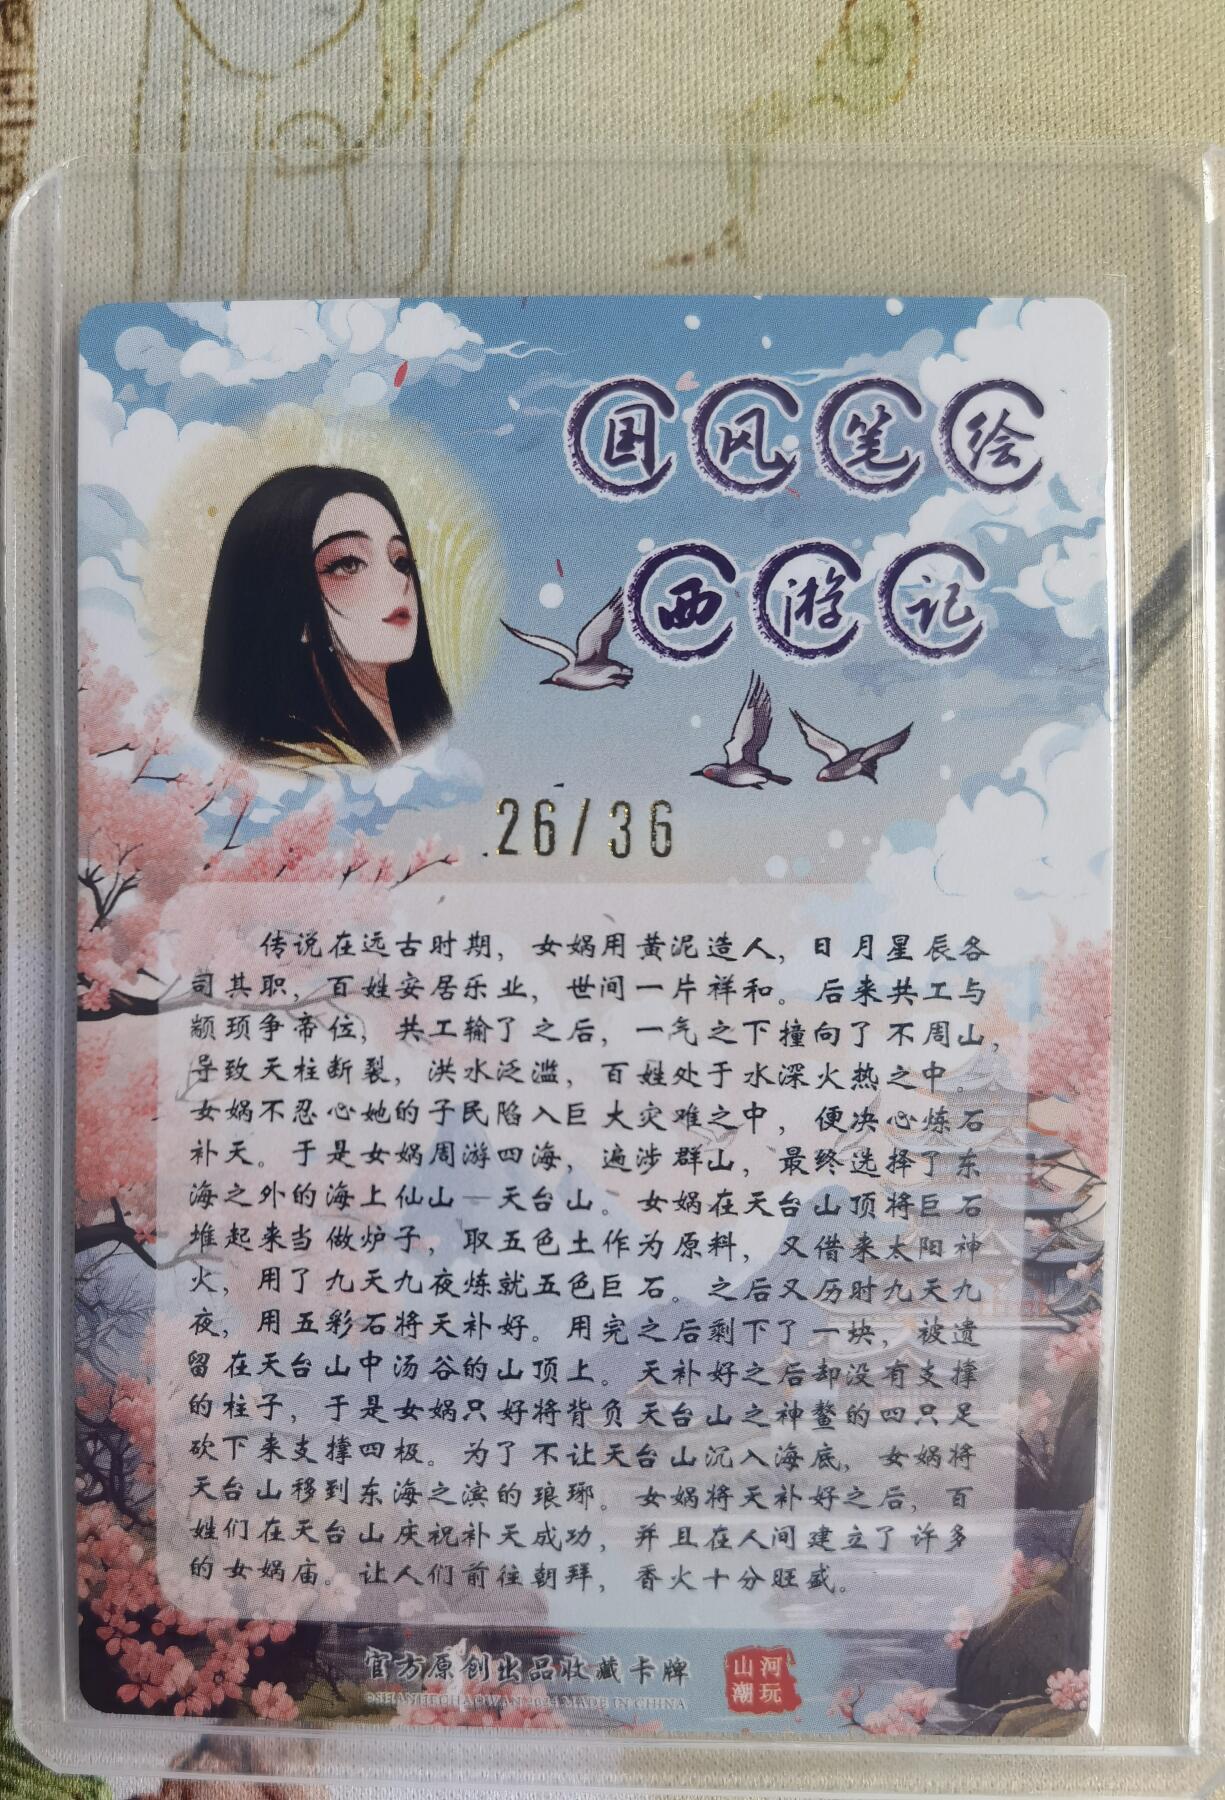 国风笔绘
西游记
26/36
传说在远古时期，女娲用黄泥造人，日月星辰各
司其职，百姓安居乐业，世间一片祥和。后来共工与
颛顼争帝位，共工输了之后，一气之下撞向了不周山，
导致天柱断裂，洪水泛滥，百姓处于水深火热之中。
女娲不忍心她的子民陷入巨大灾难之中，便决心炼石
补天。于是女娲周游四海，遍涉群山，最终选择了东
海之外的海上仙山—天台山。女娲在天台山顶将巨石
堆起来当做炉子，取五色土作为原料，又借来太阳神
火，用了九天九夜炼就五色巨石。之后又历时九天九
夜，用五彩石将天补好。用完之后剩下了一块，被遗
留在天台山中汤谷的山顶上。天补好之后却没有支撑
的柱子，于是女娲只好将背负天台山之神鳌的四只足
砍下来支撑四极。为了不让天台山沉入海底，女娲将
天台山移到东海之滨的琅琊。女娲将天补好之后，百
姓们在天台山庆祝补天成功，并且在人间建立了许多
的女娲庙。让人们前往朝拜，香火十分旺盛。
官方原创出品收藏卡牌
©SHANHECHAOWAN 2024 MADE IN CHINA
山河
潮玩